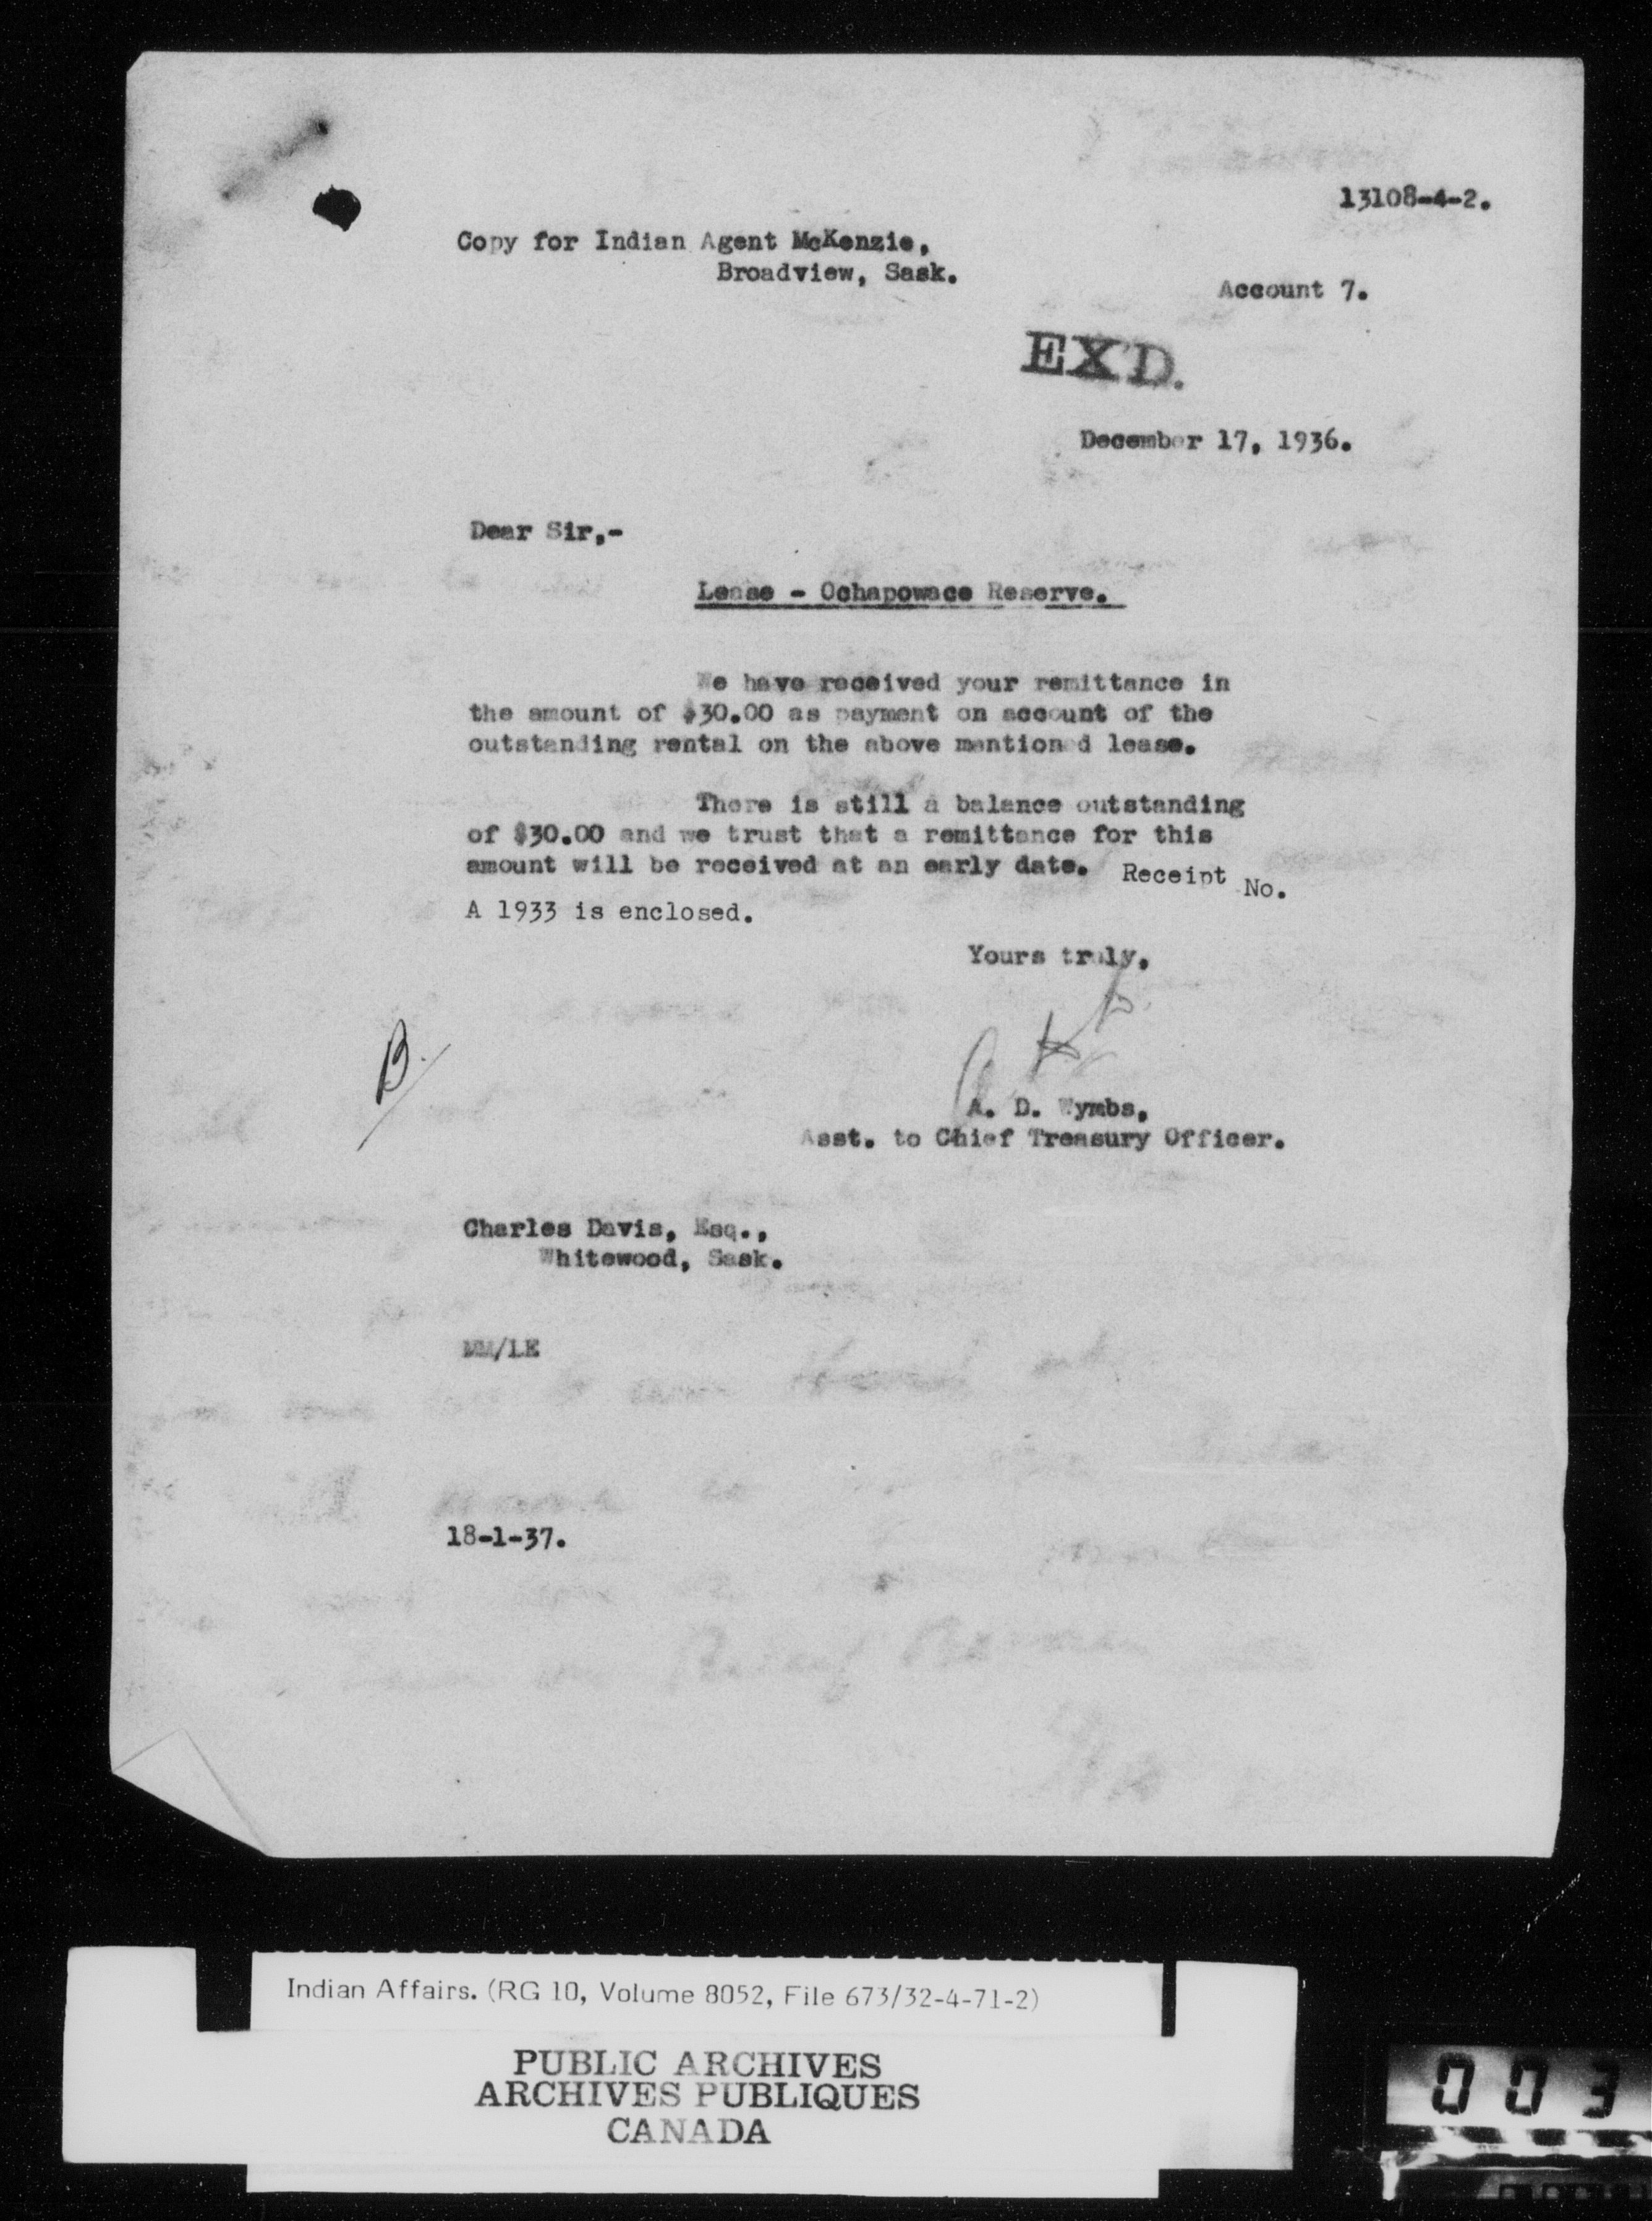 13108-4-2.
Copy for Indian Agent McKenzie,
Broadview, Sask.
Account 7.
EX'D.
December 17, 1936.
Dear Sir,-
Lease - Ochapowace Reserve.
We have received your remittance in
the amount of $30.00 as payment on account of the
outstanding rental on the above mentioned lease.
There is still a balance outstanding
of $30.00 and we trust that a remittance for this
amount will be received at an early date. Receipt No.
A 1933 is enclosed.
Yours truly,
B.
A. D. Wymbs,
Asst. to Chief Treasury Officer.
Charles Davis, Esq.,
Whitewood, Sask.
MM/LE
18-1-37.
Indian Affairs. (RG 10, Volume 8052, File 673/32-4-71-2)
PUBLIC ARCHIVES
ARCHIVES PUBLIQUES
CANADA
003